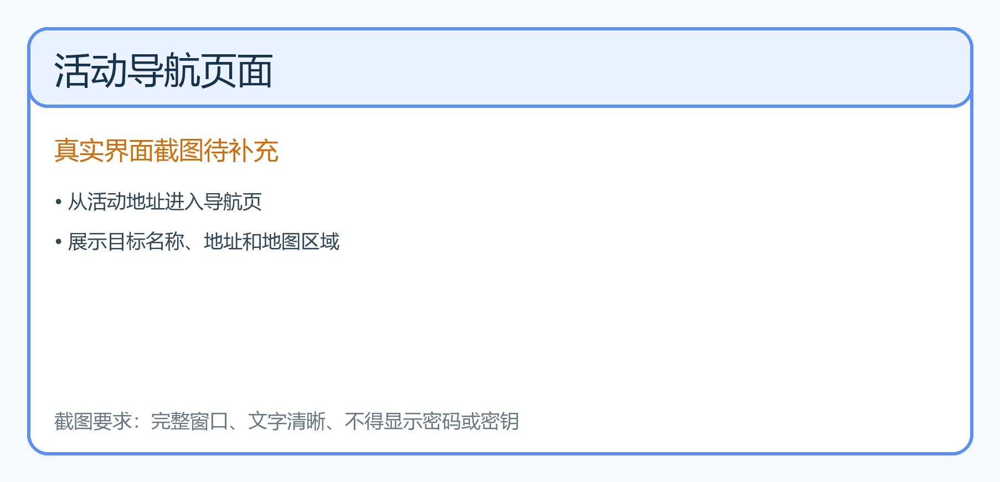 活动导航页面
真实界面截图待补充
• 从活动地址进入导航页
• 展示目标名称、地址和地图区域
截图要求：完整窗口、文字清晰、不得显示密码或密钥